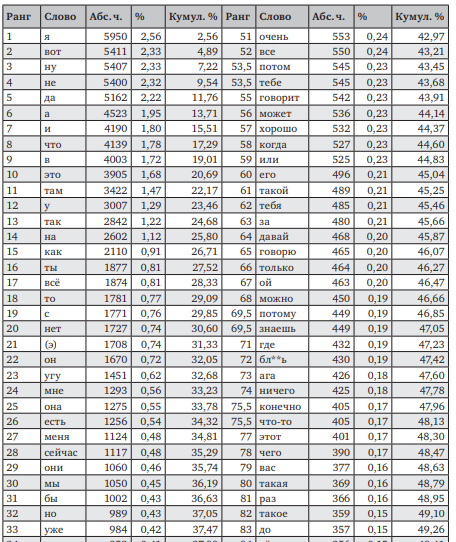 Ранг Слово Абс. ч. % Кумул. % Ранг Слово Абс. ч. % Кумул. %
1 я 5950 2,56 2,56 51 очень 553 0,24 42,97
2 вот 5411 2,33 4,89 52 все 550 0,24 43,21
3 ну 5407 2,33 7,22 53,5 потом 545 0,23 43,45
4 не 5400 2,32 9,54 53,5 тебе 545 0,23 43,68
5 да 5162 2,22 11,76 55 говорит 542 0,23 43,91
6 а 4523 1,95 13,71 56 может 536 0,23 44,14
7 и 4190 1,80 15,51 57 хорошо 532 0,23 44,37
8 что 4139 1,78 17,29 58 когда 527 0,23 44,60
9 в 4003 1,72 19,01 59 или 525 0,23 44,83
10 это 3905 1,68 20,69 60 его 496 0,21 45,04
11 там 3422 1,47 22,17 61 такой 489 0,21 45,25
12 у 3007 1,29 23,46 62 тебя 485 0,21 45,46
13 так 2842 1,22 24,68 63 за 480 0,21 45,66
14 на 2602 1,12 25,80 64 давай 468 0,20 45,87
15 как 2110 0,91 26,71 65 говорю 465 0,20 46,07
16 ты 1877 0,81 27,52 66 только 464 0,20 46,27
17 всё 1874 0,81 28,33 67 ой 463 0,20 46,47
18 то 1781 0,77 29,09 68 можно 450 0,19 46,66
19 с 1771 0,76 29,85 69,5 потому 449 0,19 46,85
20 нет 1727 0,74 30,60 69,5 знаешь 449 0,19 47,05
21 (э) 1708 0,74 31,33 71 где 432 0,19 47,23
22 он 1670 0,72 32,05 72 бл**ь 430 0,19 47,42
23 угу 1451 0,62 32,68 73 ага 426 0,18 47,60
24 мне 1293 0,56 33,23 74 ничего 425 0,18 47,78
25 она 1275 0,55 33,78 75,5 конечно 405 0,17 47,96
26 есть 1256 0,54 34,32 75,5 что-то 405 0,17 48,13
27 меня 1124 0,48 34,81 77 этот 401 0,17 48,30
28 сейчас 1117 0,48 35,29 78 чего 390 0,17 48,47
29 они 1060 0,46 35,74 79 вас 377 0,16 48,63
30 мы 1050 0,45 36,19 80 такая 369 0,16 48,79
31 бы 1002 0,43 36,63 81 раз 366 0,16 48,95
32 но 989 0,43 37,05 82 такое 359 0,15 49,10
33 уже 984 0,42 37,47 83 до 357 0,15 49,26